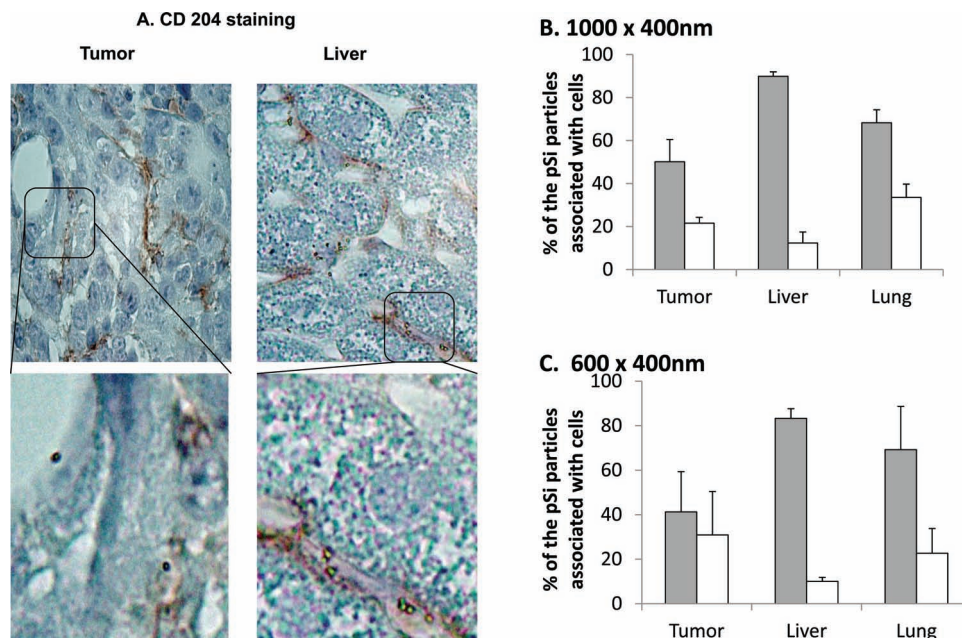 A. CD 204 staining
Tumor
Liver
B. 1000 x 400nm
% of the pSi particles
associated with cells
100
80
60
40
20
0
Tumor
Liver
Lung
C. 600 x 400nm
% of the pSi particles
associated with cells
100
80
60
40
20
0
Tumor
Liver
Lung